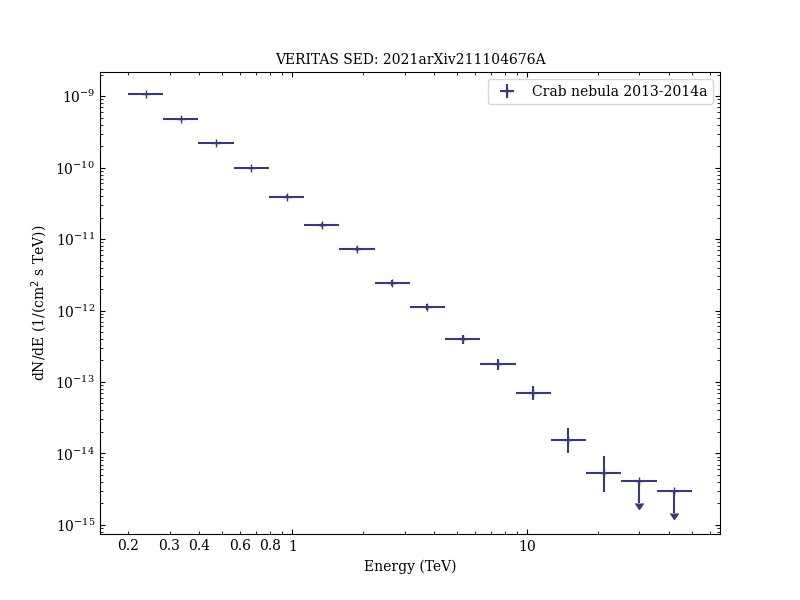 VERITAS SED: 2021arXiv211104676A
Crab nebula 2013-2014a
dN/dE (1/(cm² s TeV))
10⁻⁹
10⁻¹⁰
10⁻¹¹
10⁻¹²
10⁻¹³
10⁻¹⁴
10⁻¹⁵
0.2 0.3 0.4 0.6 0.8 1 10
Energy (TeV)